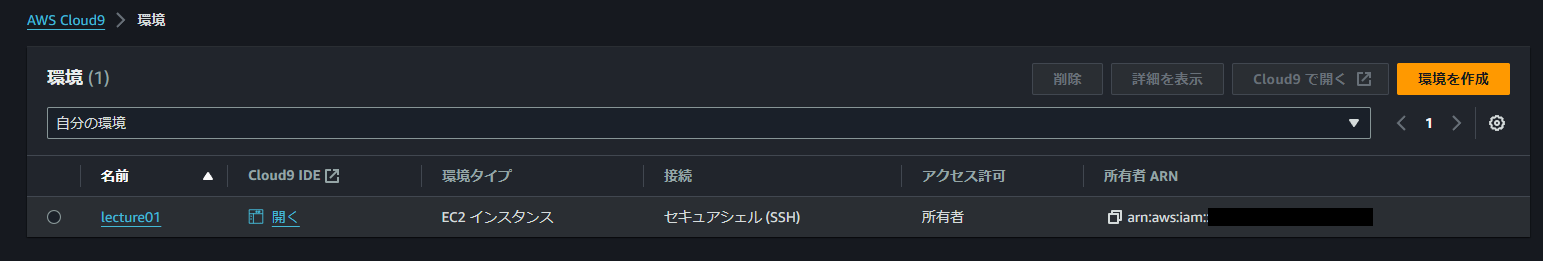 AWS Cloud9 > 環境
環境 (1) 削除 詳細を表示 Cloud9 で開く 環境を作成
自分の環境 1
名前 Cloud9 IDE 環境タイプ 接続 アクセス許可 所有者 ARN
lecture01 開く EC2 インスタンス セキュアシェル (SSH) 所有者 arn:aws:iam::